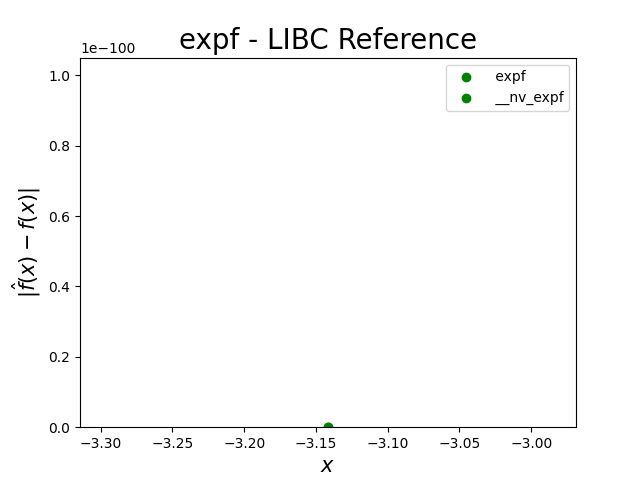 expf - LIBC Reference
1e−100
expf
__nv_expf
1.0
0.8
0.6
0.4
0.2
0.0
|f̂(x) − f(x)|
−3.30 −3.25 −3.20 −3.15 −3.10 −3.05 −3.00
x